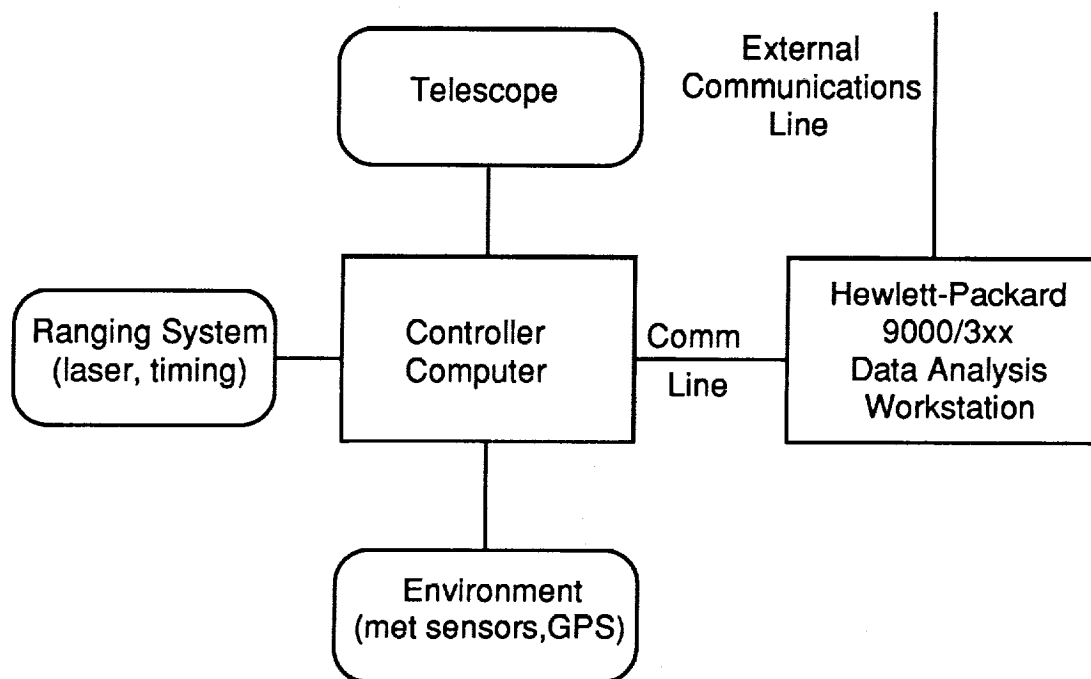 Telescope
External
Communications
Line
Ranging System
(laser, timing)
Controller
Computer
Comm
Line
Hewlett-Packard
9000/3xx
Data Analysis
Workstation
Environment
(met sensors,GPS)